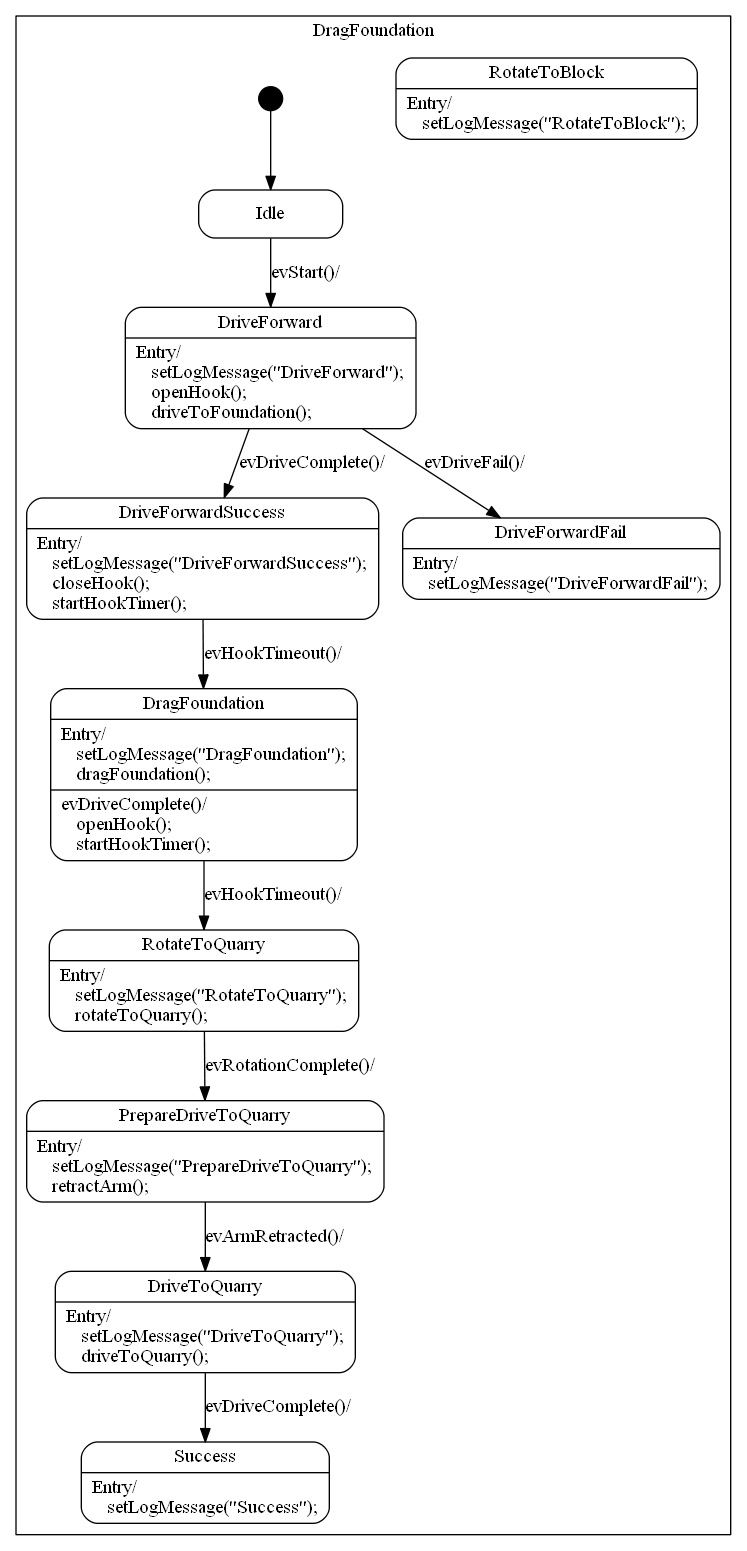 DragFoundation
RotateToBlock
Entry/
setLogMessage("RotateToBlock");
Idle
evStart()/
DriveForward
Entry/
setLogMessage("DriveForward");
openHook();
driveToFoundation();
evDriveComplete()/
evDriveFail()/
DriveForwardSuccess
Entry/
setLogMessage("DriveForwardSuccess");
closeHook();
startHookTimer();
DriveForwardFail
Entry/
setLogMessage("DriveForwardFail");
evHookTimeout()/
DragFoundation
Entry/
setLogMessage("DragFoundation");
dragFoundation();
evDriveComplete()/
openHook();
startHookTimer();
evHookTimeout()/
RotateToQuarry
Entry/
setLogMessage("RotateToQuarry");
rotateToQuarry();
evRotationComplete()/
PrepareDriveToQuarry
Entry/
setLogMessage("PrepareDriveToQuarry");
retractArm();
evArmRetracted()/
DriveToQuarry
Entry/
setLogMessage("DriveToQuarry");
driveToQuarry();
evDriveComplete()/
Success
Entry/
setLogMessage("Success");